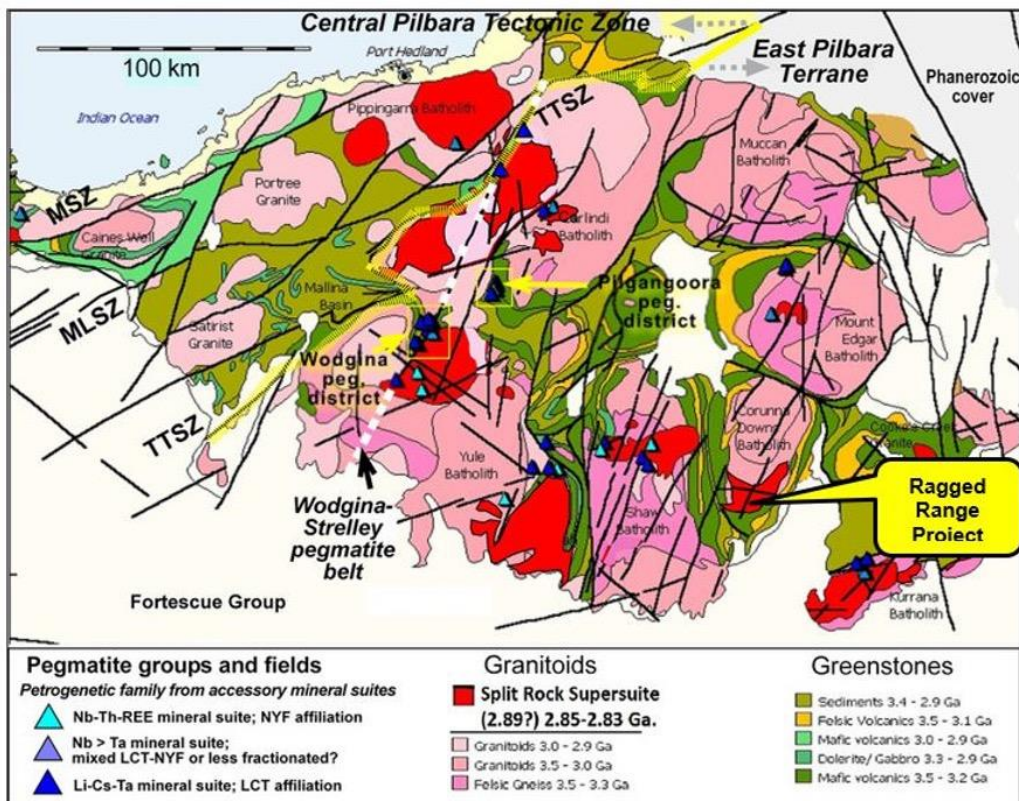 Central Pilbara Tectonic Zone
East Pilbara
Terrane
Phanerozoic
cover
100 km
Port Hedland
Indian Ocean
Pippingarra Batholith
TTSZ
Muccan
Batholith
MSZ
Portree
Granite
Carlindi
Batholith
Caines Well
Granite
Mallina
Basin
Pilgangoora
peg.
district
MLSZ
Satirist
Granite
Mount
Edgar
Batholith
Wodgina
peg.
district
TTSZ
Corunna
Downs
Batholith
Cooke's Creek
Granite
Yule
Batholith
Ragged
Range
Project
Wodgina-
Strelley
pegmatite
belt
Shaw
Batholith
Fortescue Group
Kurrana
Batholith
Pegmatite groups and fields
Petrogenetic family from accessory mineral suites
Nb-Th-REE mineral suite; NYF affiliation
Nb > Ta mineral suite;
mixed LCT-NYF or less fractionated?
Li-Cs-Ta mineral suite; LCT affiliation
Granitoids
Split Rock Supersuite
(2.89?) 2.85-2.83 Ga.
Granitoids 3.0 - 2.9 Ga
Granitoids 3.5 - 3.0 Ga
Felsic Gneiss 3.5 - 3.3 Ga
Greenstones
Sediments 3.4 - 2.9 Ga
Felsic Volcanics 3.5 - 3.1 Ga
Mafic volcanics 3.0 - 2.9 Ga
Dolerite/ Gabbro 3.3 - 2.9 Ga
Mafic volcanics 3.5 - 3.2 Ga